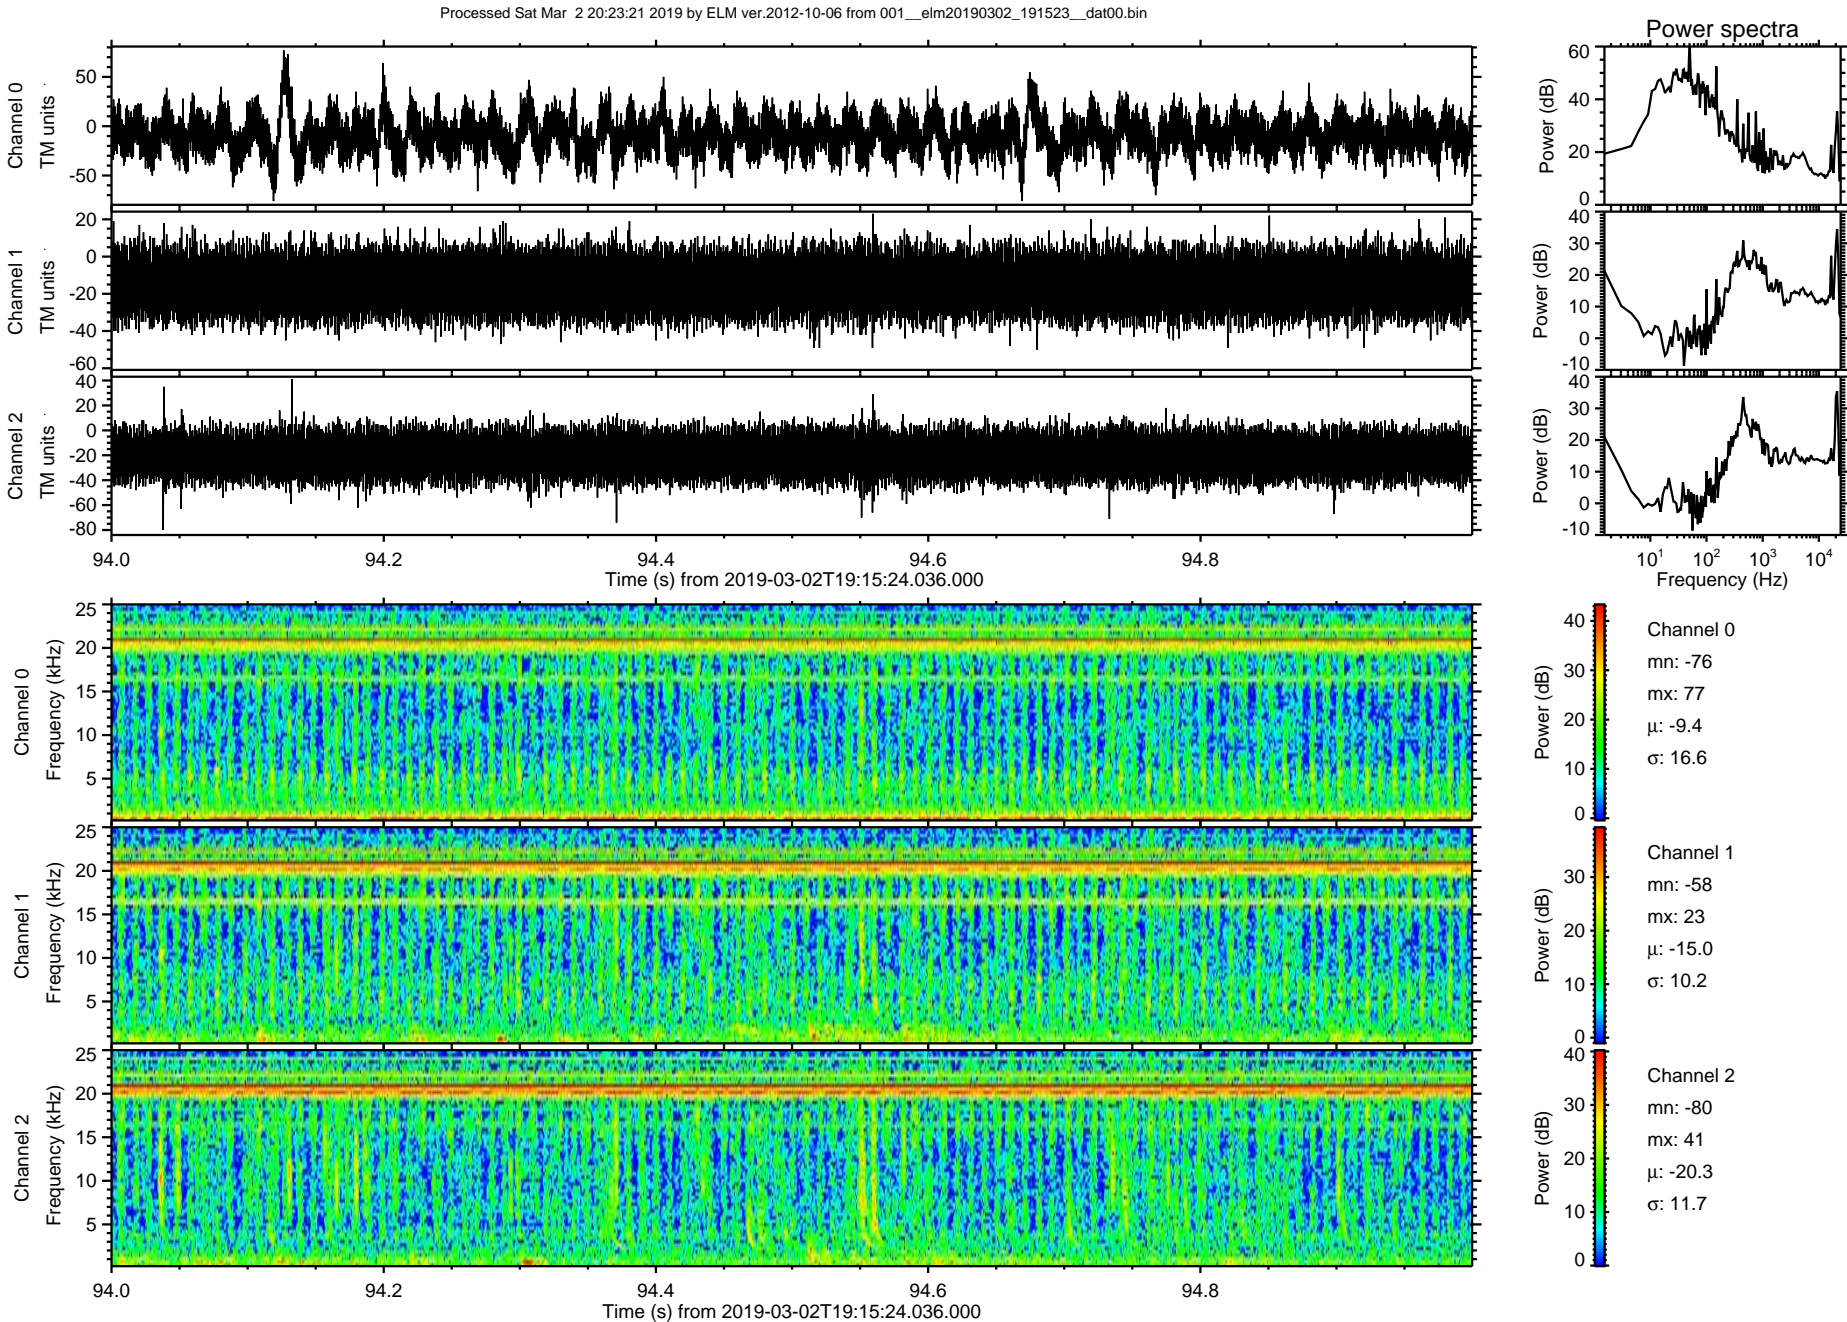 Processed Sat Mar  2 20:23:21 2019 by ELM ver.2012-10-06 from 001__elm20190302_191523__dat00.bin
Power spectra
Channel 0
TM units
50
0
-50
Power (dB)
60
40
20
0
Channel 1
TM units
20
0
-20
-40
-60
Power (dB)
40
30
20
10
0
-10
Channel 2
TM units
40
20
0
-20
-40
-60
-80
Power (dB)
40
30
20
10
0
-10
94.0 94.2 94.4 94.6 94.8
Time (s) from 2019-03-02T19:15:24.036.000
10¹ 10² 10³ 10⁴
Frequency (Hz)
Channel 0
Frequency (kHz)
25
20
15
10
5
Power (dB)
40
30
20
10
0
Channel 0
mn: -76
mx: 77
μ: -9.4
σ: 16.6
Channel 1
Frequency (kHz)
25
20
15
10
5
Power (dB)
30
20
10
0
Channel 1
mn: -58
mx: 23
μ: -15.0
σ: 10.2
Channel 2
Frequency (kHz)
25
20
15
10
5
Power (dB)
40
30
20
10
0
Channel 2
mn: -80
mx: 41
μ: -20.3
σ: 11.7
94.0 94.2 94.4 94.6 94.8
Time (s) from 2019-03-02T19:15:24.036.000